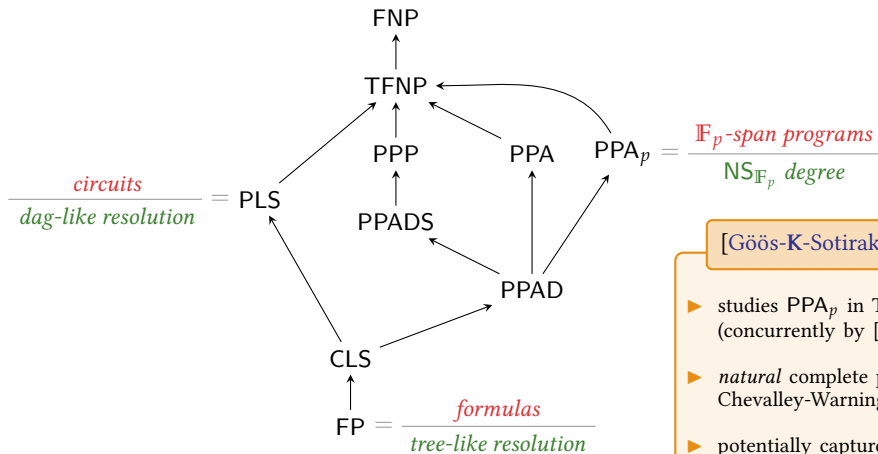 FNP
TFNP
PPP
PPA
PPA_p = 𝔽_p-span programs
NS_𝔽_p degree
circuits
dag-like resolution = PLS
PPADS
PPAD
[Göös-K-Sotirak
► studies PPA_p in T
(concurrently by [
► natural complete p
Chevalley-Warning
► potentially capture
CLS
FP = formulas
tree-like resolution